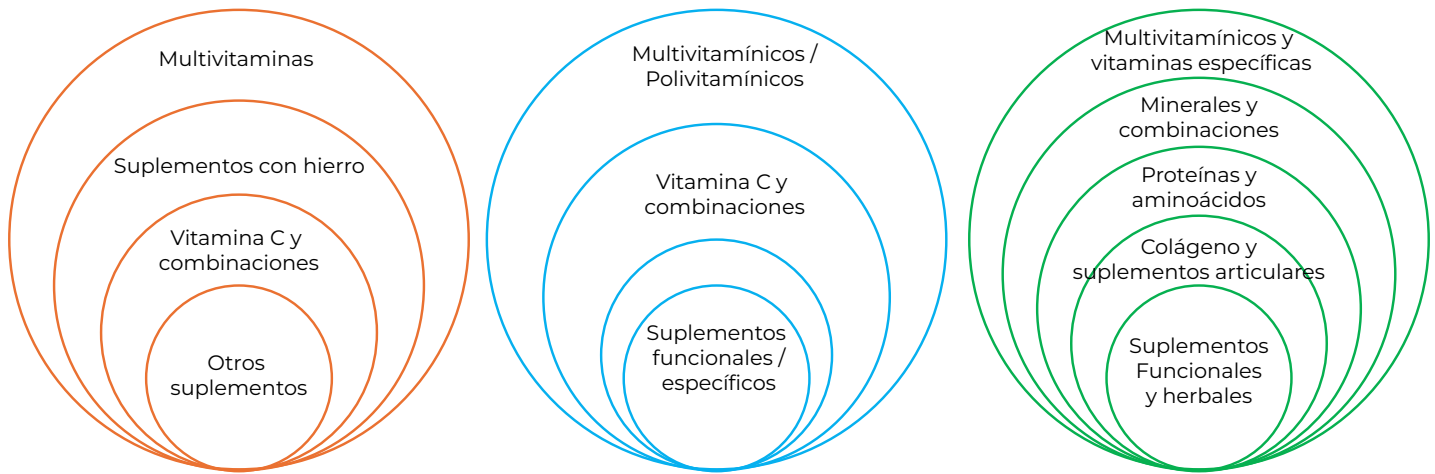 Multivitaminas
Suplementos con hierro
Vitamina C y
combinaciones
Otros
suplementos
Multivitamínicos /
Polivitamínicos
Vitamina C y
combinaciones
Suplementos
funcionales /
específicos
Multivitamínicos y
vitaminas específicas
Minerales y
combinaciones
Proteínas y
aminoácidos
Colágeno y
suplementos articulares
Suplementos
Funcionales
y herbales